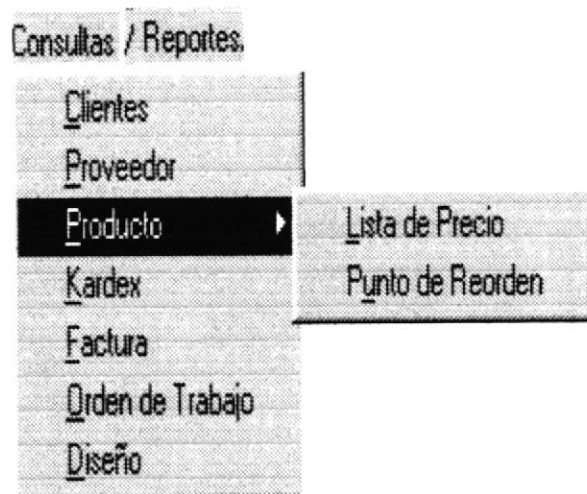 Consultas / Reportes.
Clientes
Proveedor
Producto
Lista de Precio
Kardex
Punto de Reorden
Factura
Orden de Trabajo
Diseño